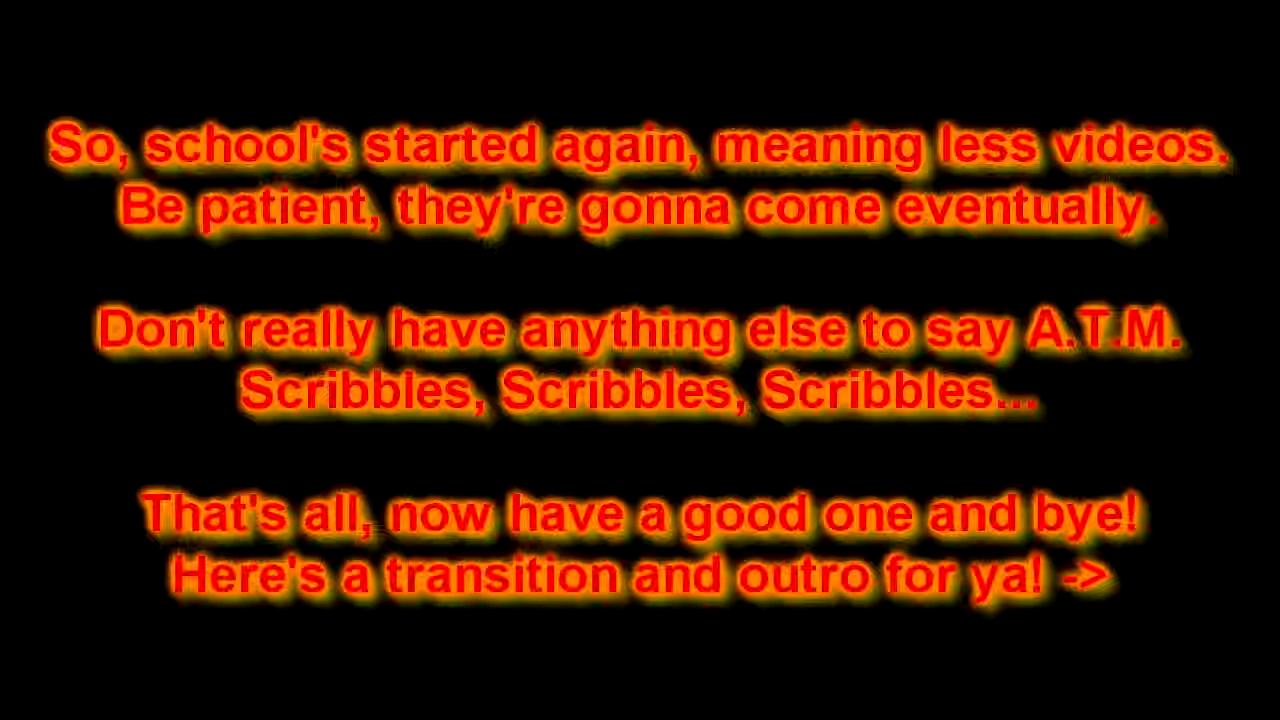 So, school's started again, meaning less videos.
Be patient, they're gonna come eventually.
Don't really have anything else to say A.T.M.
Scribbles, Scribbles, Scribbles...
That's all, now have a good one and bye!
Here's a transition and outro for ya! ->